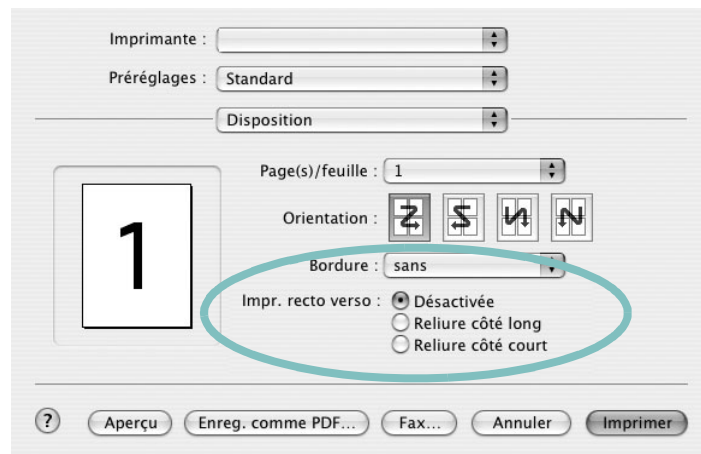 Imprimante :
Préréglages : Standard
Disposition
Page(s)/feuille : 1
Orientation :
1
Bordure : sans
Impr. recto verso : Désactivée
Reliure côté long
Reliure côté court
? Aperçu Enreg. comme PDF... Fax... Annuler Imprimer